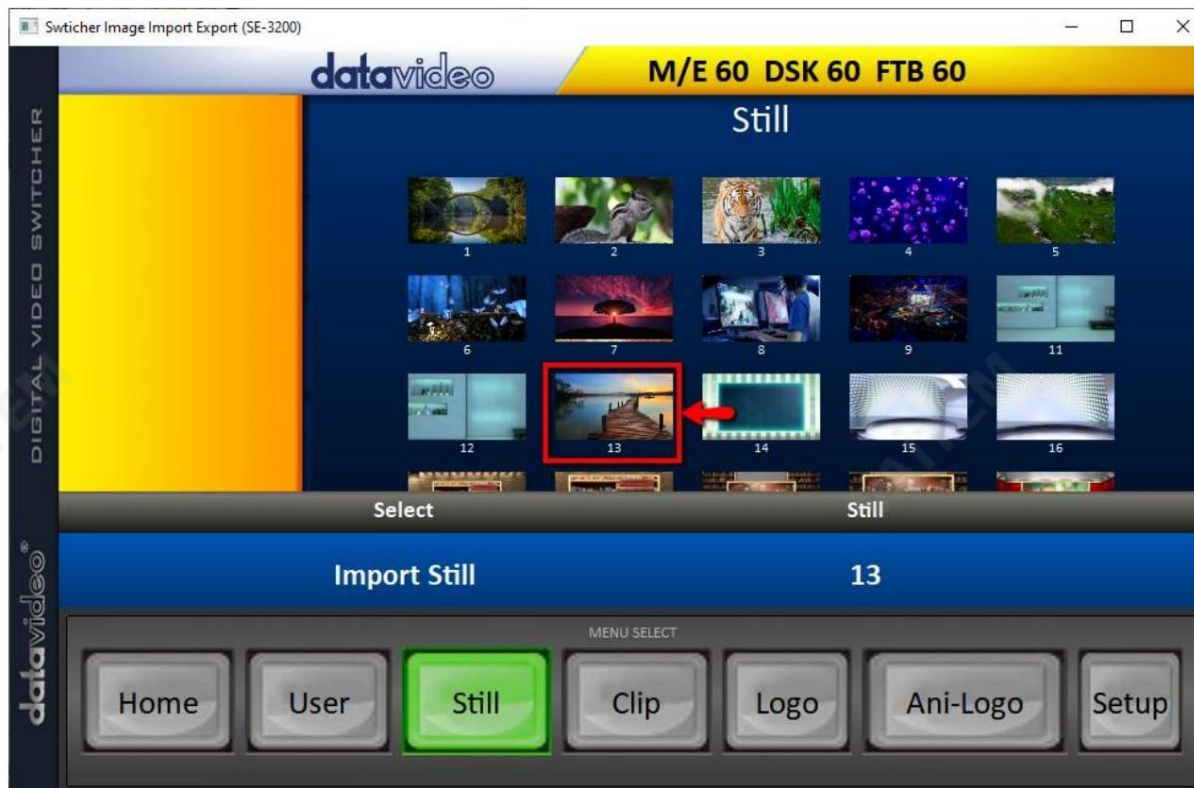 Swticher Image Import Export (SE-3200)
datavideo
M/E 60 DSK 60 FTB 60
DIGITAL VIDEO SWITCHER
Still
1 2 3 4 5
6 7 8 9 11
12 13 14 15 16
Select Still
Import Still 13
datavideo®
MENU SELECT
Home User Still Clip Logo Ani-Logo Setup